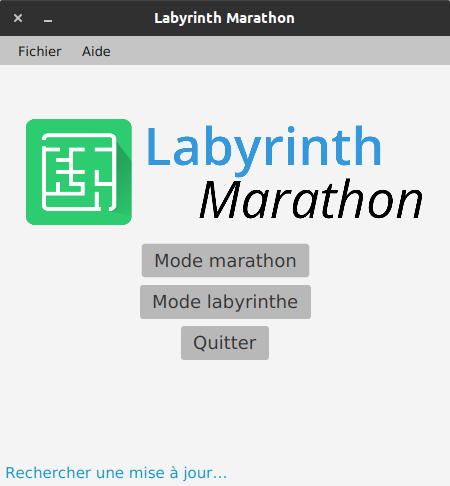 Labyrinth Marathon
Fichier Aide
Labyrinth
Marathon
Mode marathon
Mode labyrinthe
Quitter
Rechercher une mise à jour...